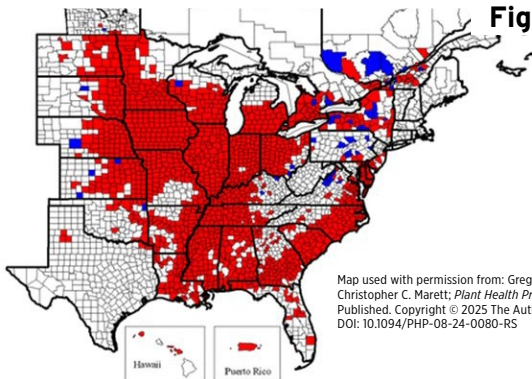 Fig
Map used with permission from: Greg
Christopher C. Marett; Plant Health Pr
Published. Copyright © 2025 The Aut
DOI: 10.1094/PHP-08-24-0080-RS
Hawaii
Puerto Rico